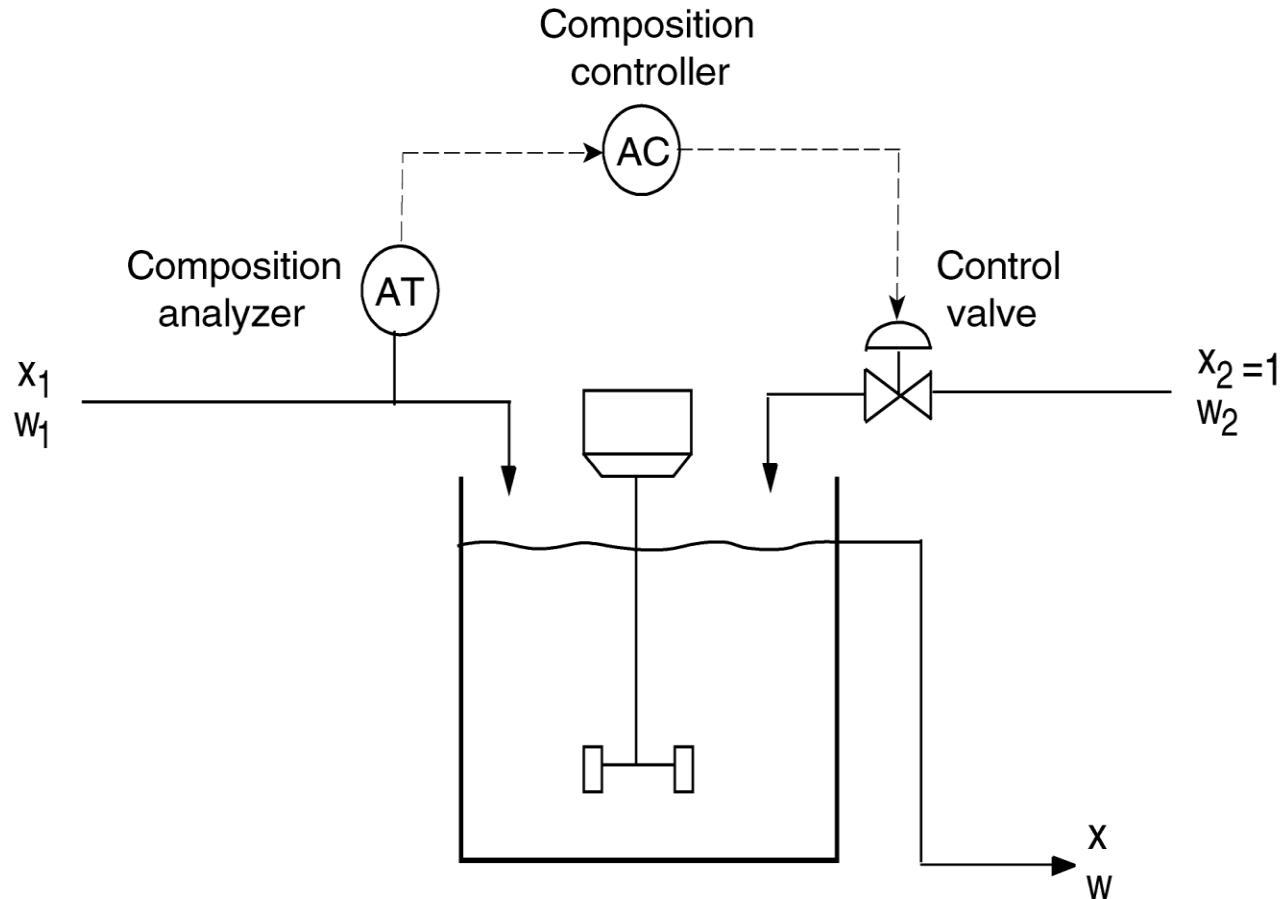 Composition
controller
AC
Composition
analyzer
AT
Control
valve
x1
w1
x2 =1
w2
x
w